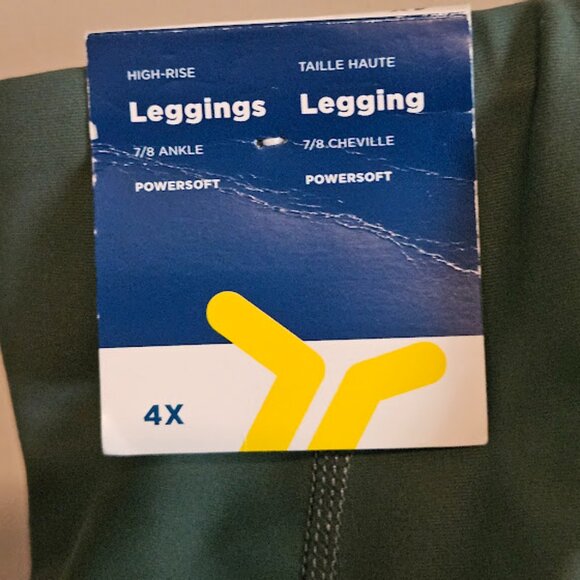 HIGH-RISE
Leggings
7/8 ANKLE
POWERSOFT
TAILLE HAUTE
Legging
7/8 CHEVILLE
POWERSOFT
4X